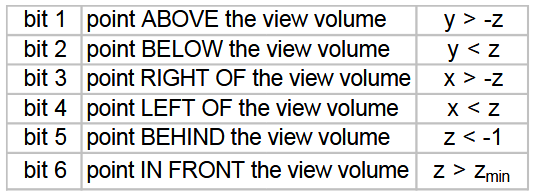 bit 1 point ABOVE the view volume y > -z
bit 2 point BELOW the view volume y < z
bit 3 point RIGHT OF the view volume x > -z
bit 4 point LEFT OF the view volume x < z
bit 5 point BEHIND the view volume z < -1
bit 6 point IN FRONT the view volume z > zmin